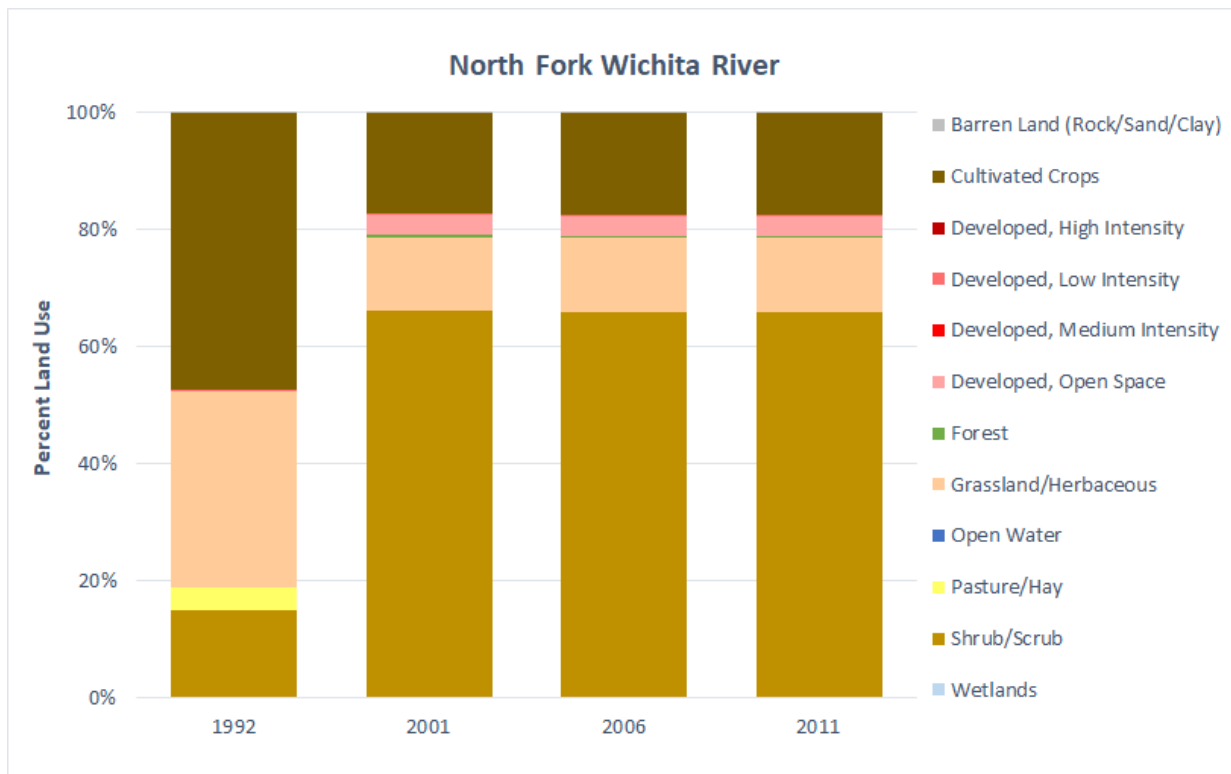 North Fork Wichita River
Percent Land Use
100%
80%
60%
40%
20%
0%
1992
2001
2006
2011
Barren Land (Rock/Sand/Clay)
Cultivated Crops
Developed, High Intensity
Developed, Low Intensity
Developed, Medium Intensity
Developed, Open Space
Forest
Grassland/Herbaceous
Open Water
Pasture/Hay
Shrub/Scrub
Wetlands